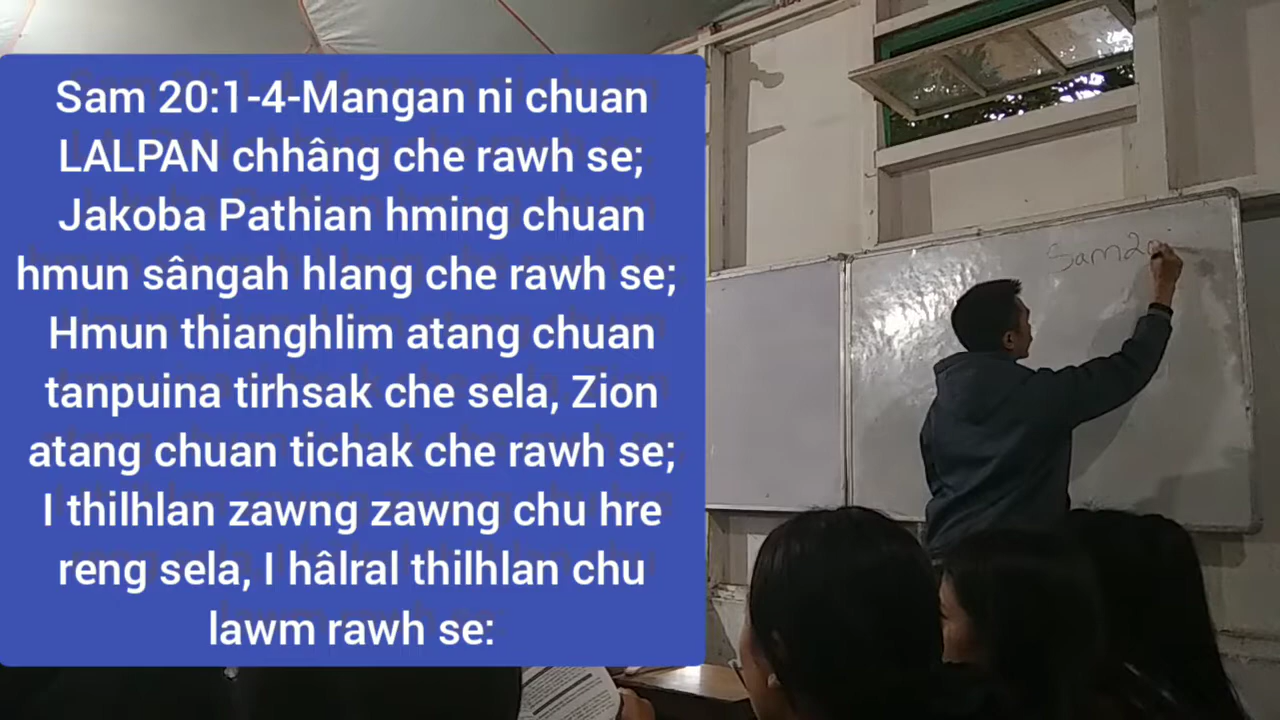 Sam 20:1-4-Mangan ni chuan
LALPAN chhâng che rawh se;
Jakoba Pathian hming chuan
hmun sângah hlang che rawh se;
Hmun thianghlim atang chuan
tanpuina tirhsak che sela, Zion
atang chuan tichak che rawh se;
I thilhlan zawng zawng chu hre
reng sela, I hâlral thilhlan chu
lawm rawh se:
Sam 2